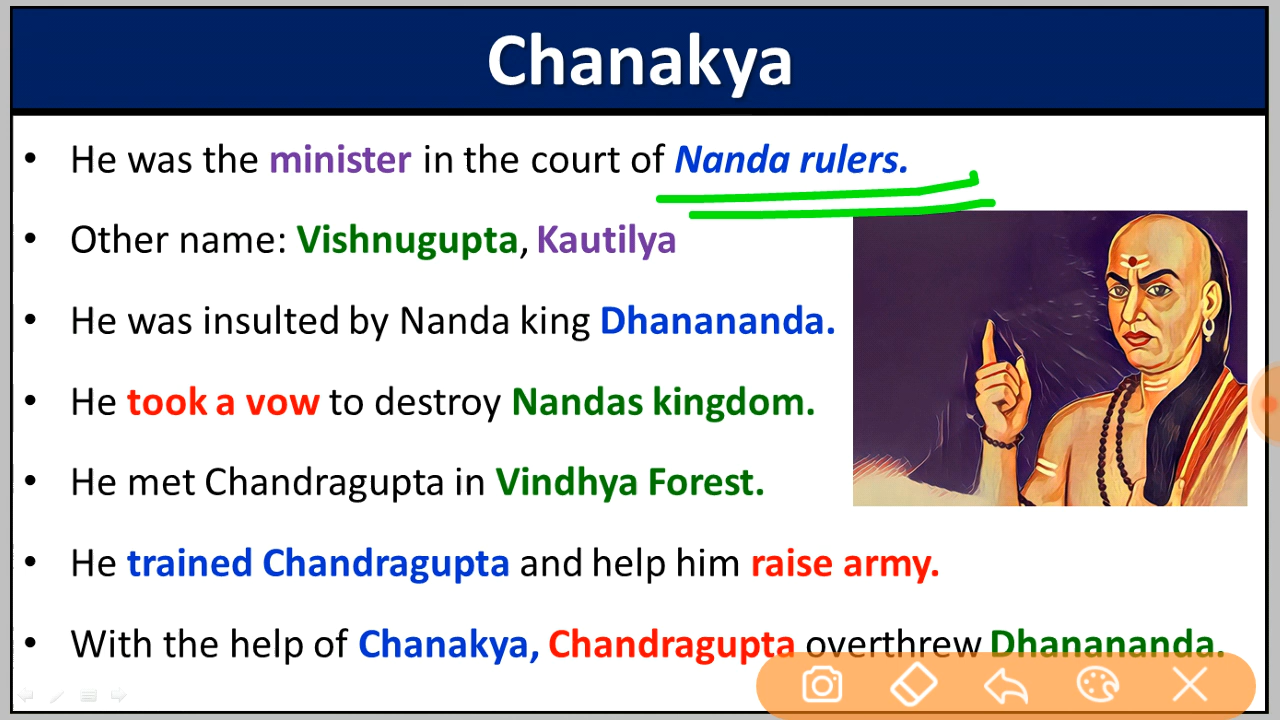 Chanakya
• He was the minister in the court of Nanda rulers.
• Other name: Vishnugupta, Kautilya
• He was insulted by Nanda king Dhanananda.
• He took a vow to destroy Nandas kingdom.
• He met Chandragupta in Vindhya Forest.
• He trained Chandragupta and help him raise army.
• With the help of Chanakya, Chandragupta overthrew Dhanananda.